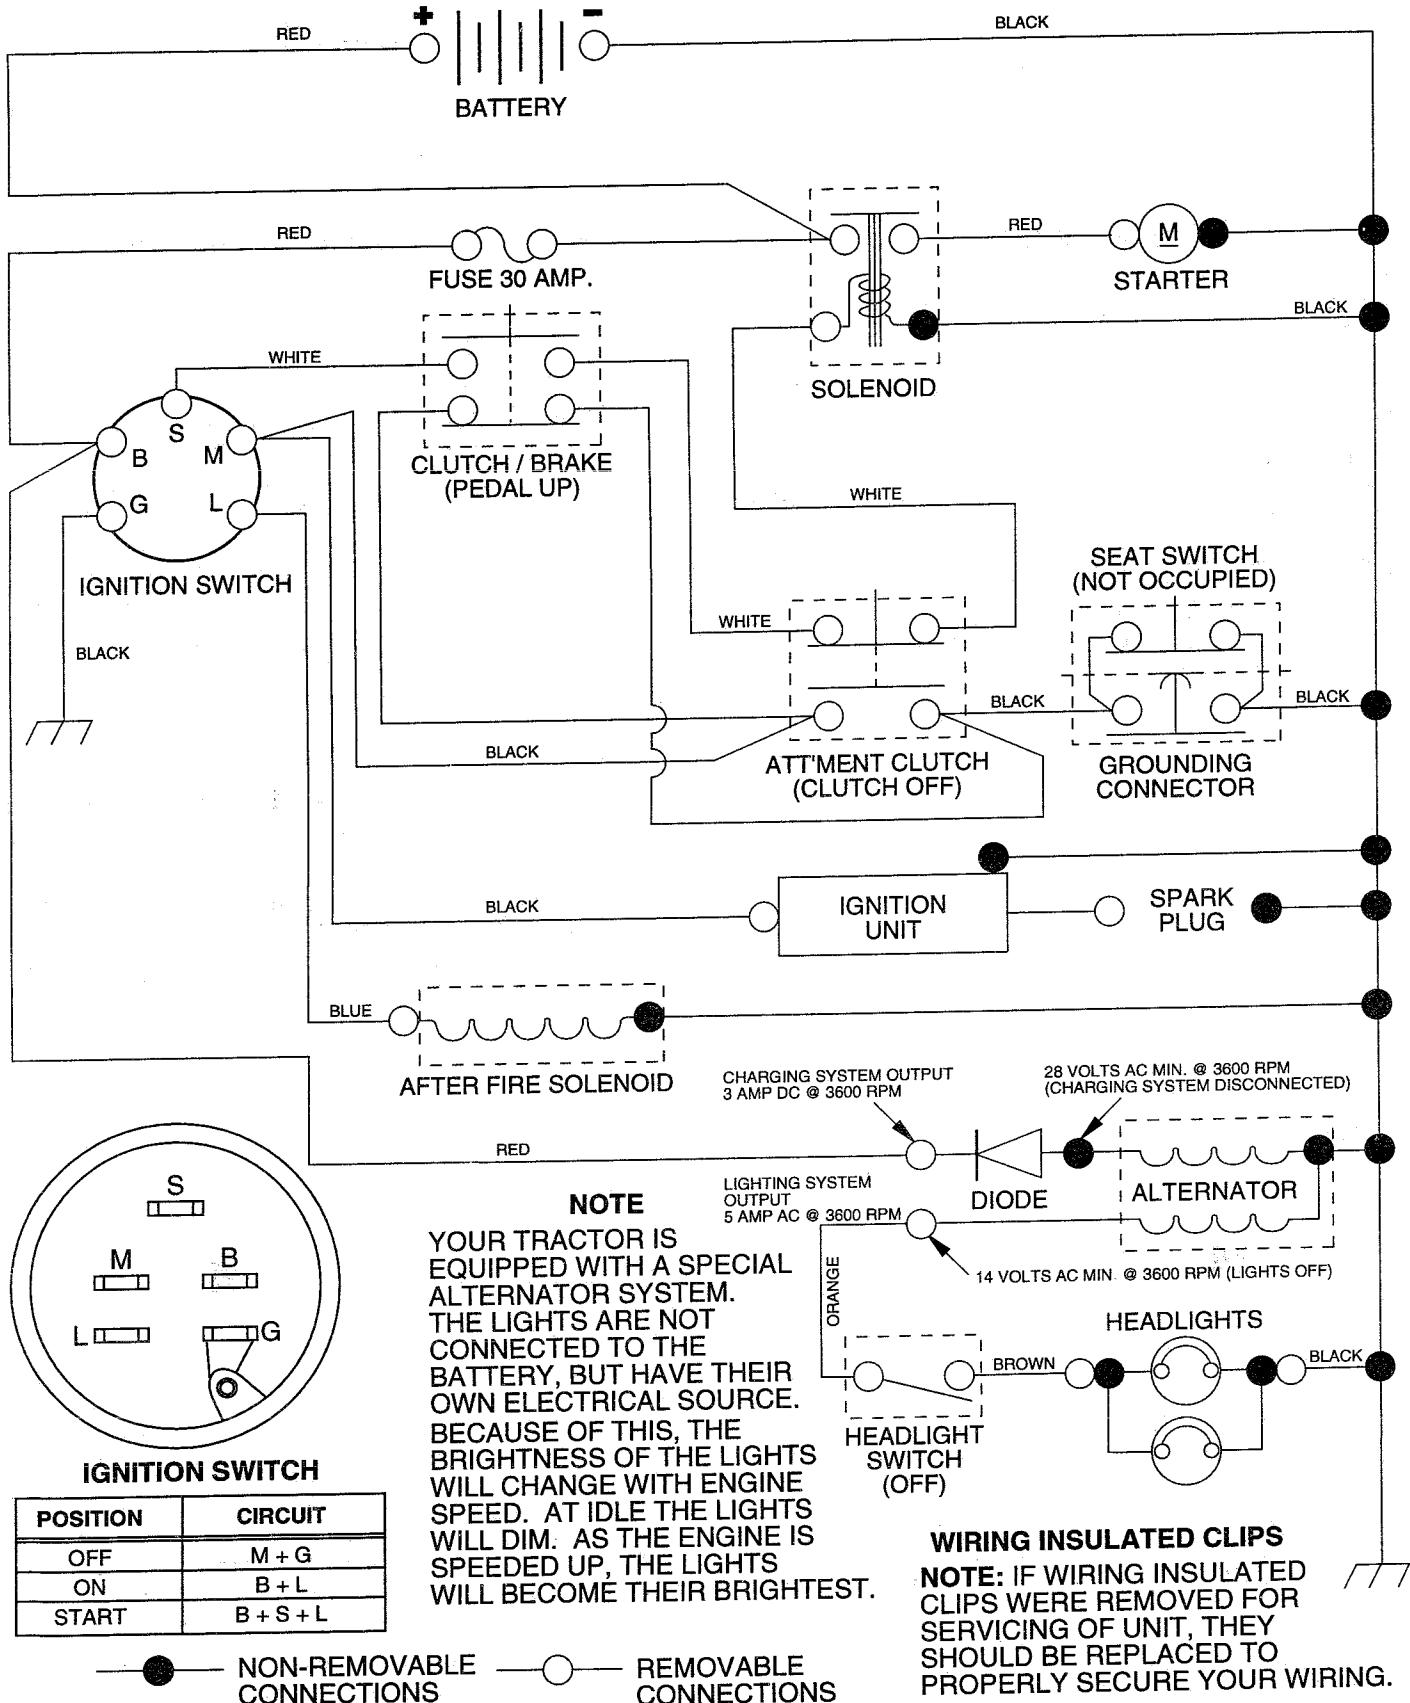 + -
RED
BLACK
BATTERY
RED
RED
M
FUSE 30 AMP.
STARTER
BLACK
WHITE
SOLENOID
S
B
M
G
L
CLUTCH / BRAKE
(PEDAL UP)
WHITE
IGNITION SWITCH
SEAT SWITCH
(NOT OCCUPIED)
WHITE
BLACK
BLACK
BLACK
BLACK
ATT'MENT CLUTCH
(CLUTCH OFF)
GROUNDING
CONNECTOR
BLACK
IGNITION
UNIT
SPARK
PLUG
BLUE
AFTER FIRE SOLENOID
CHARGING SYSTEM OUTPUT
3 AMP DC @ 3600 RPM
28 VOLTS AC MIN. @ 3600 RPM
(CHARGING SYSTEM DISCONNECTED)
RED
DIODE
ALTERNATOR
LIGHTING SYSTEM
OUTPUT
5 AMP AC @ 3600 RPM
14 VOLTS AC MIN. @ 3600 RPM (LIGHTS OFF)
ORANGE
HEADLIGHTS
BROWN
BLACK
HEADLIGHT
SWITCH
(OFF)
S
M
B
L
G
IGNITION SWITCH
POSITION CIRCUIT
OFF M + G
ON B + L
START B + S + L
NOTE
YOUR TRACTOR IS
EQUIPPED WITH A SPECIAL
ALTERNATOR SYSTEM.
THE LIGHTS ARE NOT
CONNECTED TO THE
BATTERY, BUT HAVE THEIR
OWN ELECTRICAL SOURCE.
BECAUSE OF THIS, THE
BRIGHTNESS OF THE LIGHTS
WILL CHANGE WITH ENGINE
SPEED. AT IDLE THE LIGHTS
WILL DIM. AS THE ENGINE IS
SPEEDED UP, THE LIGHTS
WILL BECOME THEIR BRIGHTEST.
WIRING INSULATED CLIPS
NOTE: IF WIRING INSULATED
CLIPS WERE REMOVED FOR
SERVICING OF UNIT, THEY
SHOULD BE REPLACED TO
PROPERLY SECURE YOUR WIRING.
NON-REMOVABLE
CONNECTIONS
REMOVABLE
CONNECTIONS